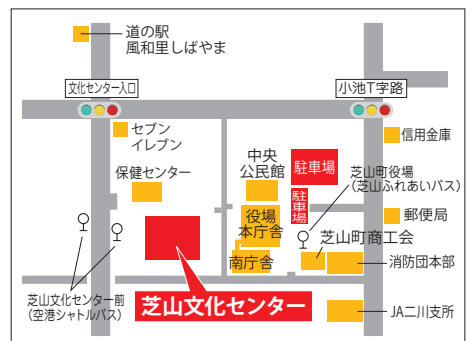 道の駅
風和里しばやま
文化センター入口
小池T字路
セブン
イレブン
信用金庫
保健センター
中央
公民館
駐車場
芝山町役場
(芝山ふれあいバス)
駐車場
役場
本庁舎
郵便局
芝山町商工会
南庁舎
消防団本部
芝山文化センター前
(空港シャトルバス)
芝山文化センター
JA二川支所